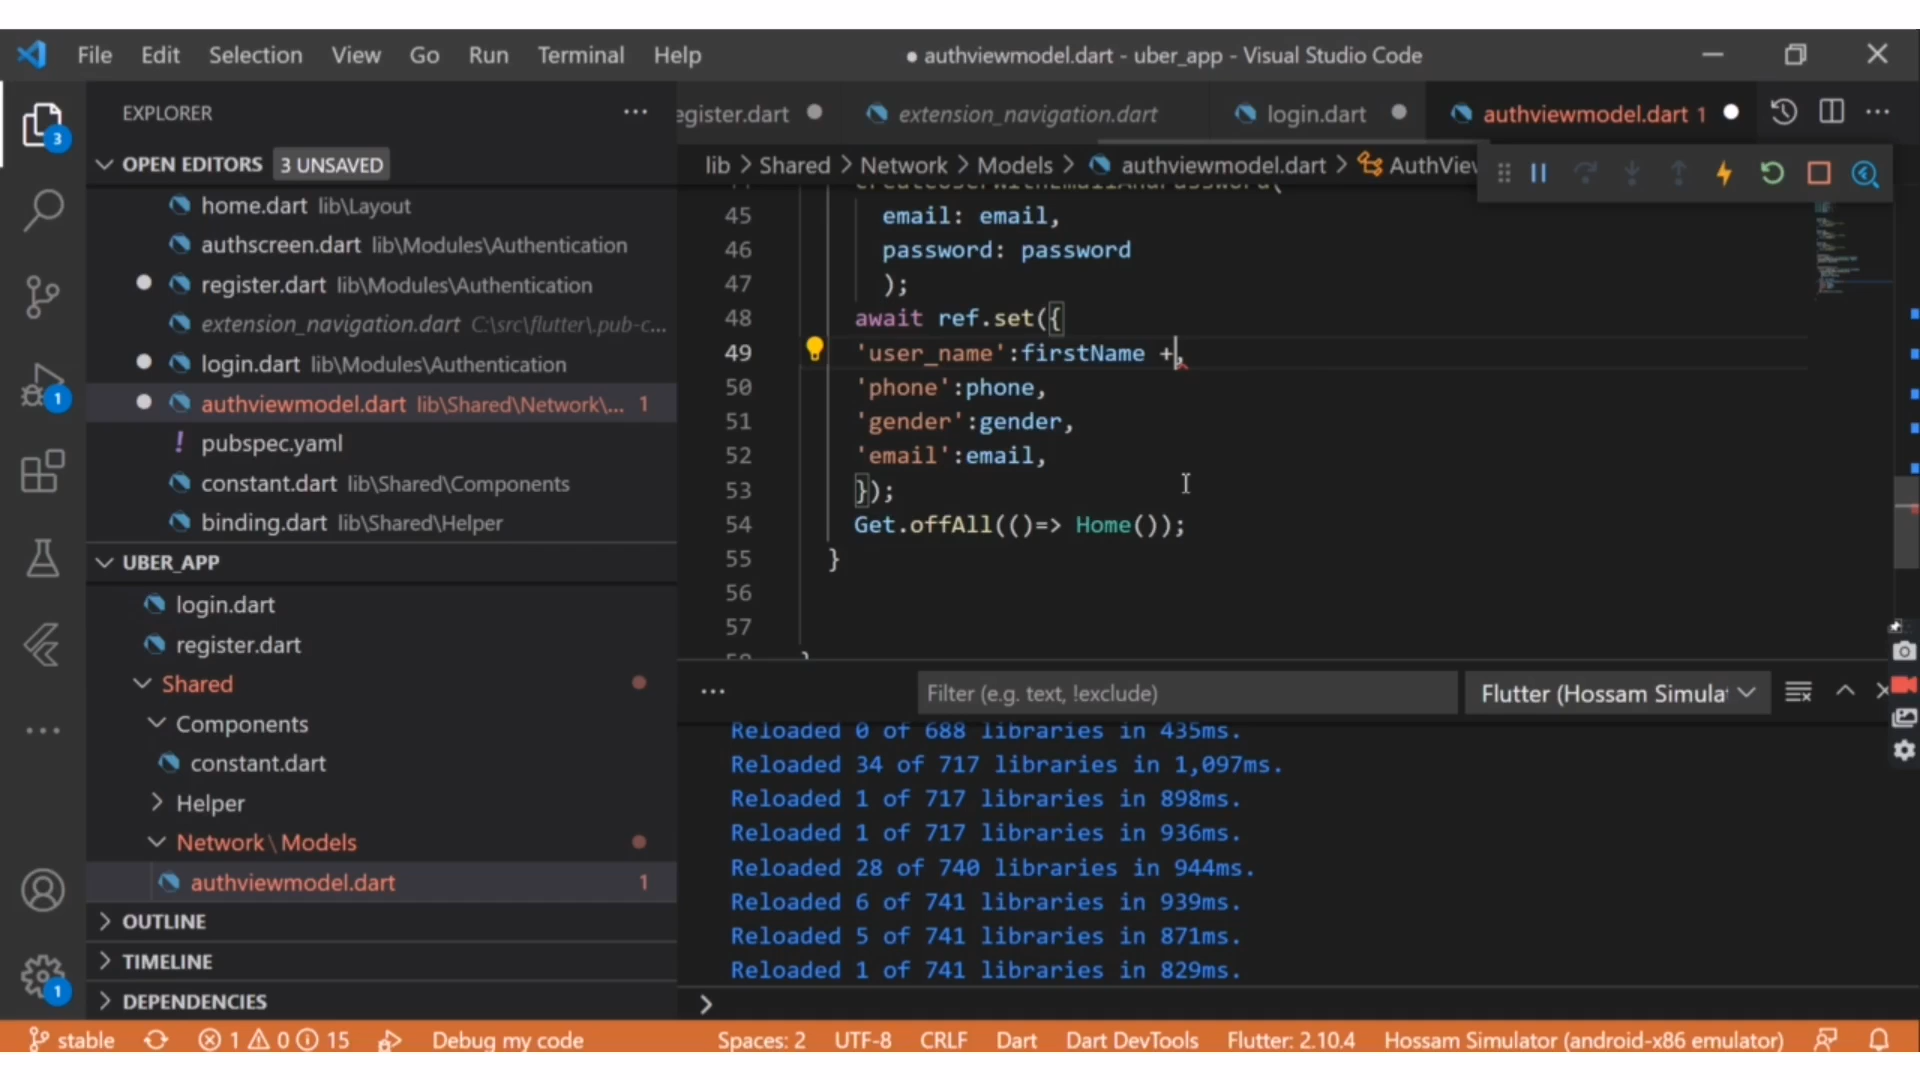 File Edit Selection View Go Run Terminal Help
● authviewmodel.dart - uber_app - Visual Studio Code
EXPLORER
egister.dart
extension_navigation.dart
login.dart
authviewmodel.dart 1
OPEN EDITORS 3 UNSAVED
lib > Shared > Network > Models > authviewmodel.dart > AuthView
home.dart lib\Layout
authscreen.dart lib\Modules\Authentication
register.dart lib\Modules\Authentication
extension_navigation.dart C:\src\flutter\.pub-c...
login.dart lib\Modules\Authentication
authviewmodel.dart lib\Shared\Network\... 1
! pubspec.yaml
constant.dart lib\Shared\Components
binding.dart lib\Shared\Helper
UBER_APP
login.dart
register.dart
Shared
Components
constant.dart
Helper
Network\Models
authviewmodel.dart 1
OUTLINE
TIMELINE
DEPENDENCIES
3
1
1
createUserWithEmailAndPassword(
45 email: email,
46 password: password
47 );
48 await ref.set({
49 'user_name':firstName +,
50 'phone':phone,
51 'gender':gender,
52 'email':email,
53 });
54 Get.offAll(()=> Home());
55 }
56
57
58 }
Filter (e.g. text, !exclude)
Flutter (Hossam Simulat
Reloaded 0 of 688 libraries in 435ms.
Reloaded 34 of 717 libraries in 1,097ms.
Reloaded 1 of 717 libraries in 898ms.
Reloaded 1 of 717 libraries in 936ms.
Reloaded 28 of 740 libraries in 944ms.
Reloaded 6 of 741 libraries in 939ms.
Reloaded 5 of 741 libraries in 871ms.
Reloaded 1 of 741 libraries in 829ms.
>
stable 1 0 15 Debug my code Spaces: 2 UTF-8 CRLF Dart Dart DevTools Flutter: 2.10.4 Hossam Simulator (android-x86 emulator)